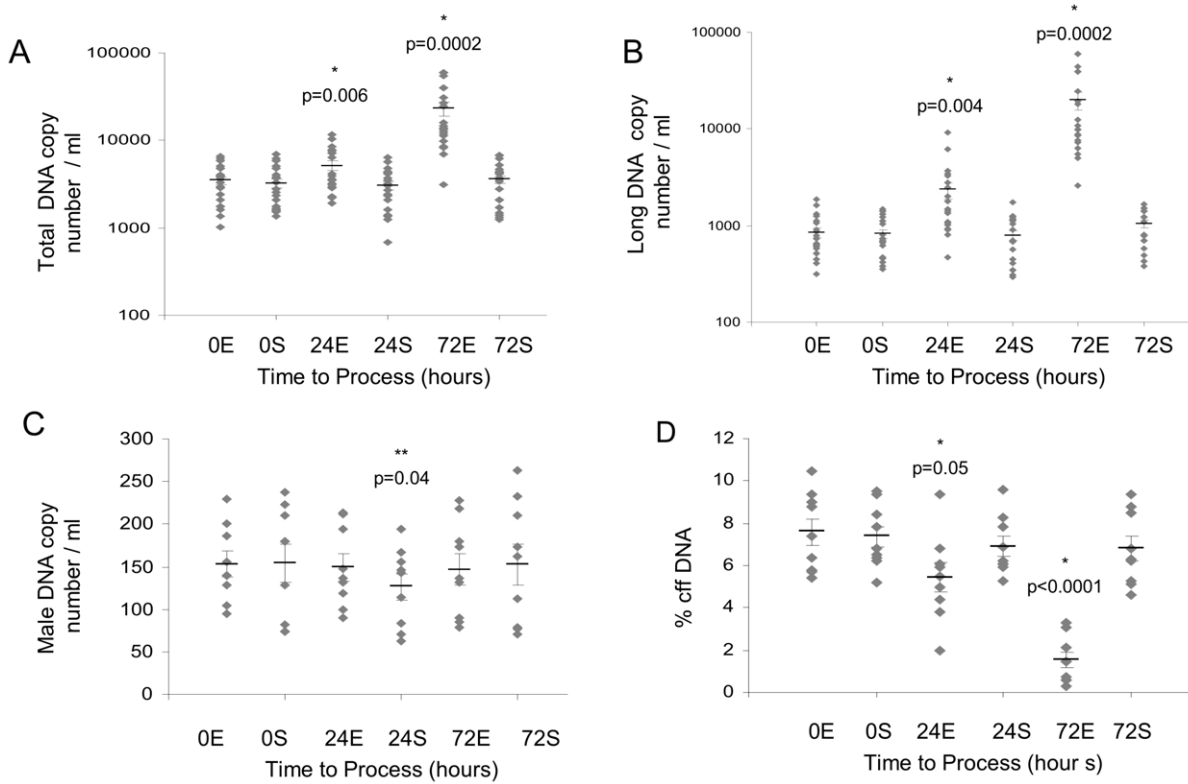 A
Total DNA copy
number / ml
100000
10000
1000
100
*
p=0.006
*
p=0.0002
0E 0S 24E 24S 72E 72S
Time to Process (hours)
B
Long DNA copy
number / ml
100000
10000
1000
100
*
p=0.004
*
p=0.0002
0E 0S 24E 24S 72E 72S
Time to Process (hours)
C
Male DNA copy
number / ml
300
250
200
150
100
50
0
**
p=0.04
0E 0S 24E 24S 72E 72S
Time to Process (hours)
D
% cff DNA
12
10
8
6
4
2
0
*
p=0.05
*
p<0.0001
0E 0S 24E 24S 72E 72S
Time to Process (hour s)